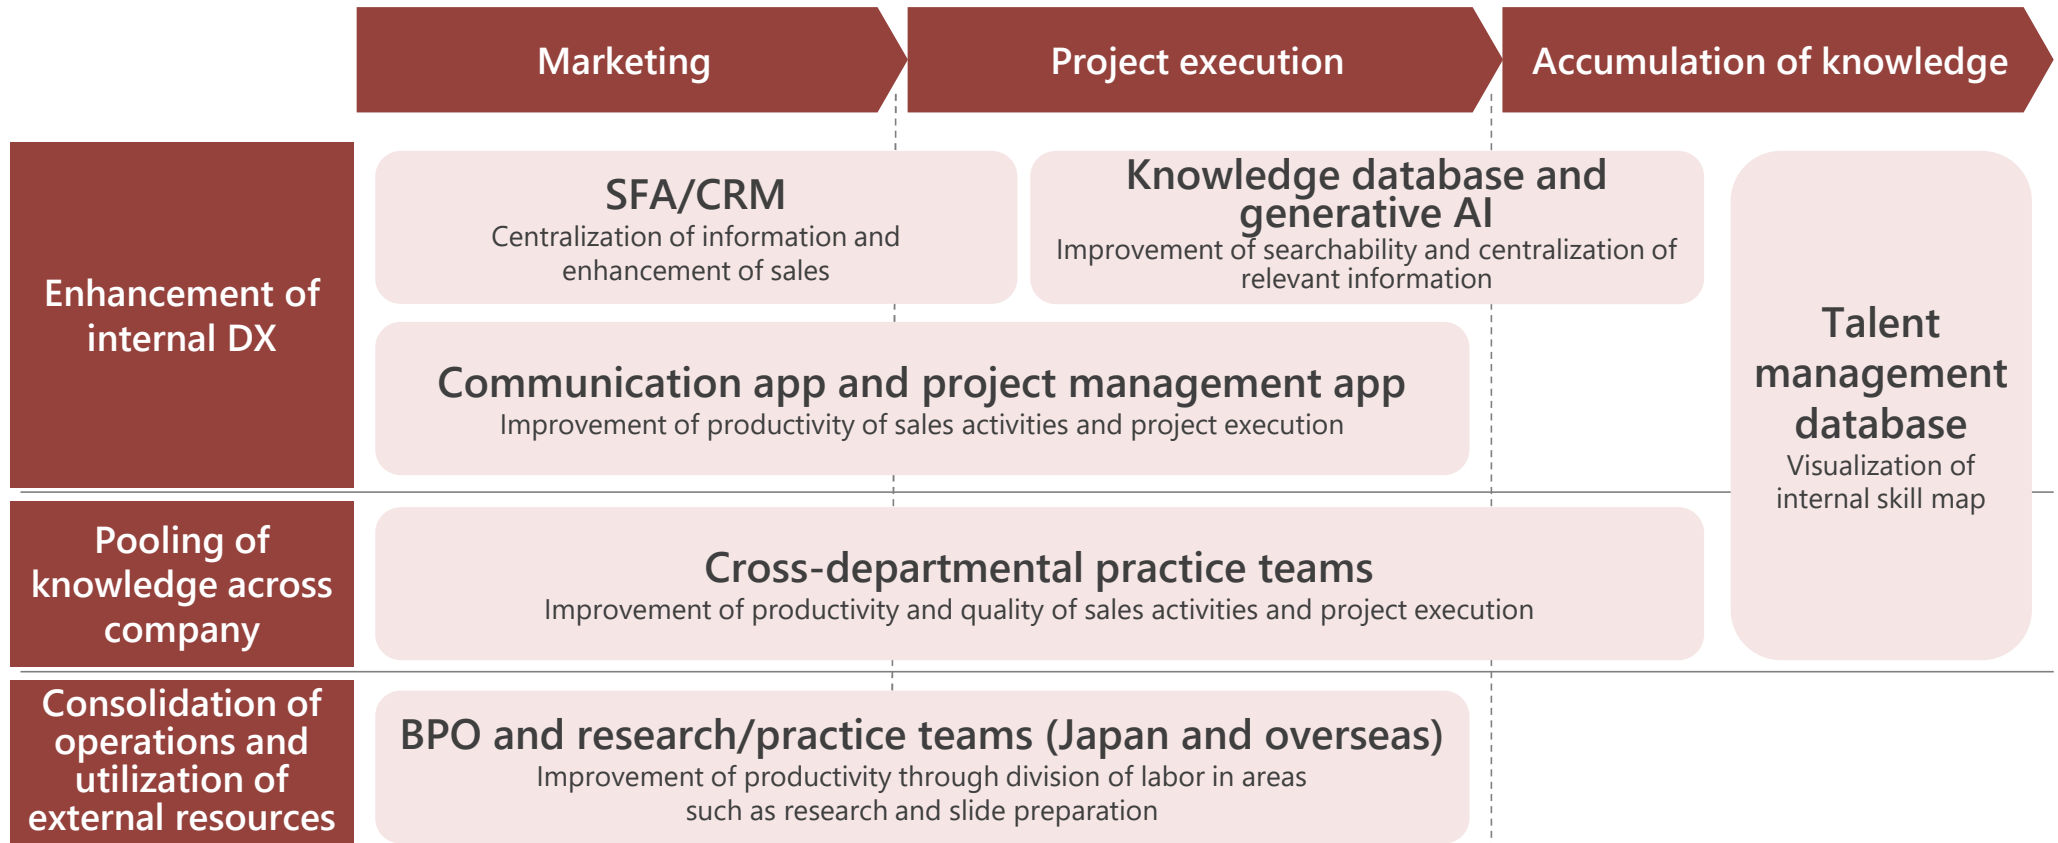 Marketing
Project execution
Accumulation of knowledge
Enhancement of
internal DX
SFA/CRM
Centralization of information and
enhancement of sales
Knowledge database and
generative AI
Improvement of searchability and centralization of
relevant information
Communication app and project management app
Improvement of productivity of sales activities and project execution
Talent
management
database
Visualization of
internal skill map
Pooling of
knowledge across
company
Cross-departmental practice teams
Improvement of productivity and quality of sales activities and project execution
Consolidation of
operations and
utilization of
external resources
BPO and research/practice teams (Japan and overseas)
Improvement of productivity through division of labor in areas
such as research and slide preparation